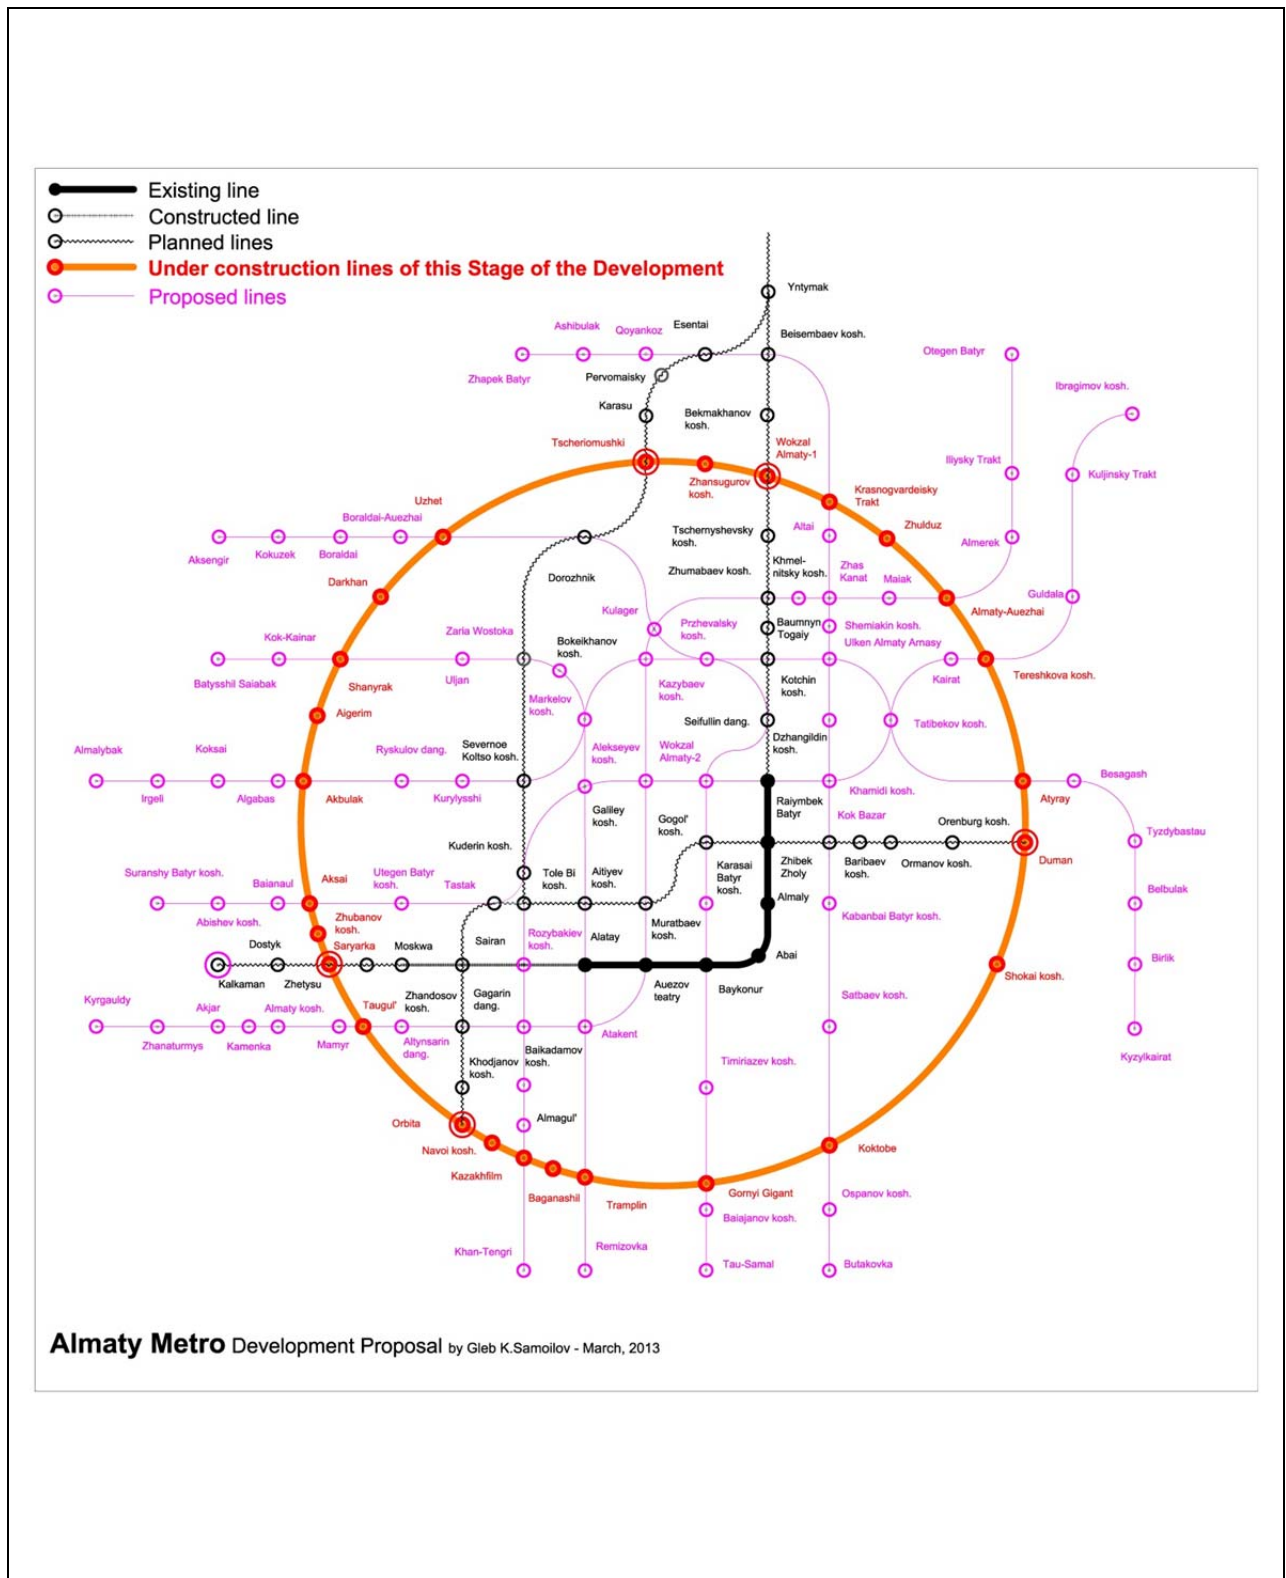 Existing line
Constructed line
Planned lines
Under construction lines of this Stage of the Development
Proposed lines
Yntymak
Ashibulak
Qoyankoz
Esentai
Beisembaev kosh.
Otegen Batyr
Zhapek Batyr
Pervomaisky
Ibragimov kosh.
Karasu
Bekmakhanov
kosh.
Tscheriomushki
Wokzal
Almaty-1
Zhansugurov
kosh.
Iliysky Trakt
Kuljinsky Trakt
Krasnogvardeisky
Trakt
Uzhet
Boraldai-Auezhai
Zhulduz
Tschernyshevsky
kosh.
Altai
Aksengir
Kokuzek
Boraldai
Almerek
Dorozhnik
Zhumabaev kosh.
Khmel-
nitsky kosh.
Zhas
Kanat
Maiak
Darkhan
Guldala
Kulager
Almaty-Auezhai
Przhevalsky
kosh.
Baumnyn
Togaiy
Shemiakin kosh.
Kok-Kainar
Zaria Wostoka
Bokeikhanov
kosh.
Ulken Almaty Arnasy
Batysshil Saiabak
Shanyrak
Uljan
Kazybaev
kosh.
Kotchin
kosh.
Kairat
Tereshkova kosh.
Markelov
kosh.
Aigerim
Seifullin dang.
Tatibekov kosh.
Almalybak
Koksai
Ryskulov dang.
Severnoe
Koltso kosh.
Alekseyev
kosh.
Wokzal
Almaty-2
Dzhangildin
kosh.
Besagash
Irgeli
Algabas
Akbulak
Kurylysshi
Khamidi kosh.
Atyray
Galiley
kosh.
Gogol'
kosh.
Raiymbek
Batyr
Kok Bazar
Orenburg kosh.
Tyzdybastau
Kuderin kosh.
Suranshy Batyr kosh.
Baianaul
Aksai
Utegen Batyr
kosh.
Tastak
Tole Bi
kosh.
Aitiyev
kosh.
Karasai
Batyr
kosh.
Zhibek
Zholy
Baribaev
kosh.
Ormanov kosh.
Duman
Belbulak
Almaly
Abishev kosh.
Zhubanov
kosh.
Kabanbai Batyr kosh.
Dostyk
Saryarka
Moskwa
Sairan
Rozybakiev
kosh.
Alatay
Muratbaev
kosh.
Abai
Birlik
Kalkaman
Zhetysu
Auezov
teatry
Baykonur
Shokai kosh.
Kyrgauldy
Akjar
Almaty kosh.
Taugul'
Zhandosov
kosh.
Gagarin
dang.
Satbaev kosh.
Zhanaturmys
Kamenka
Mamyr
Altynsarin
dang.
Baikadamov
kosh.
Atakent
Kyzylkairat
Khodjanov
kosh.
Timiriazev kosh.
Orbita
Almagul'
Navoi kosh.
Koktobe
Kazakhfilm
Baganashil
Tramplin
Gornyi Gigant
Ospanov kosh.
Baiajanov kosh.
Khan-Tengri
Remizovka
Tau-Samal
Butakovka
Almaty Metro Development Proposal by Gleb K.Samoilov - March, 2013